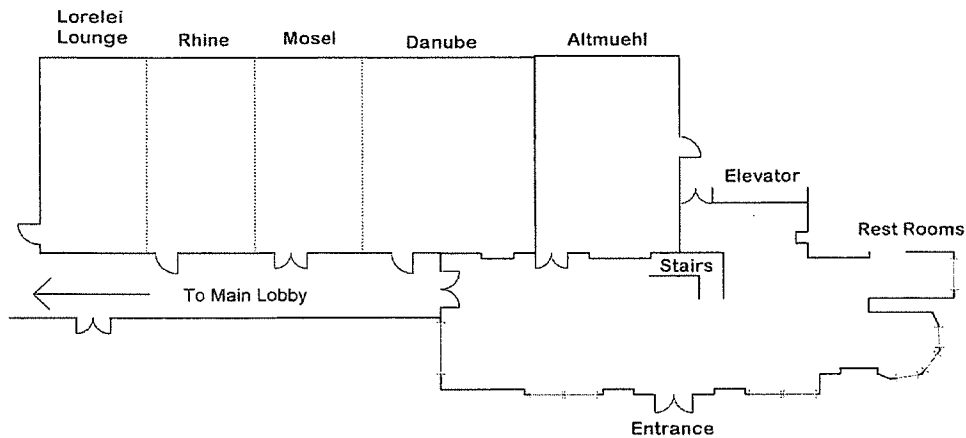 Lorelei
Lounge
Rhine
Mosel
Danube
Altmuehl
Elevator
Rest Rooms
Stairs
To Main Lobby
Entrance